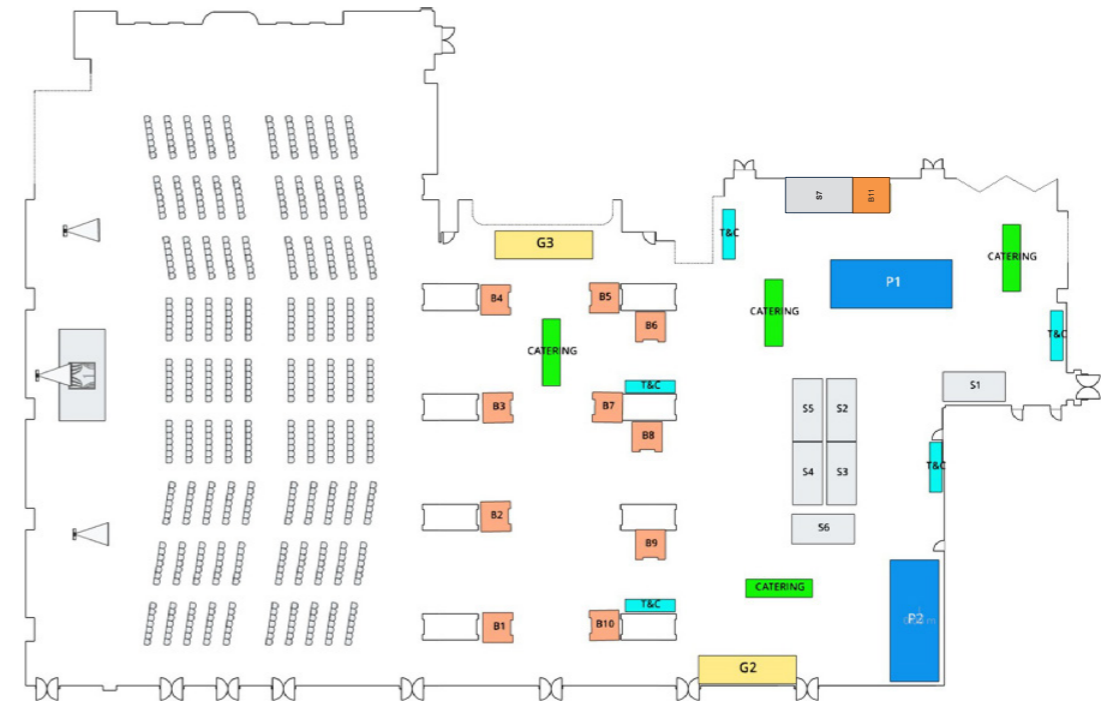 S7
B11
T&C
G3
CATERING
P1
CATERING
B4
B5
B6
CATERING
T&C
T&C
S1
B3
B7
B8
S5
S2
S4
S3
T&C
B2
B9
S6
CATERING
T&C
B1
B10
P2
G2